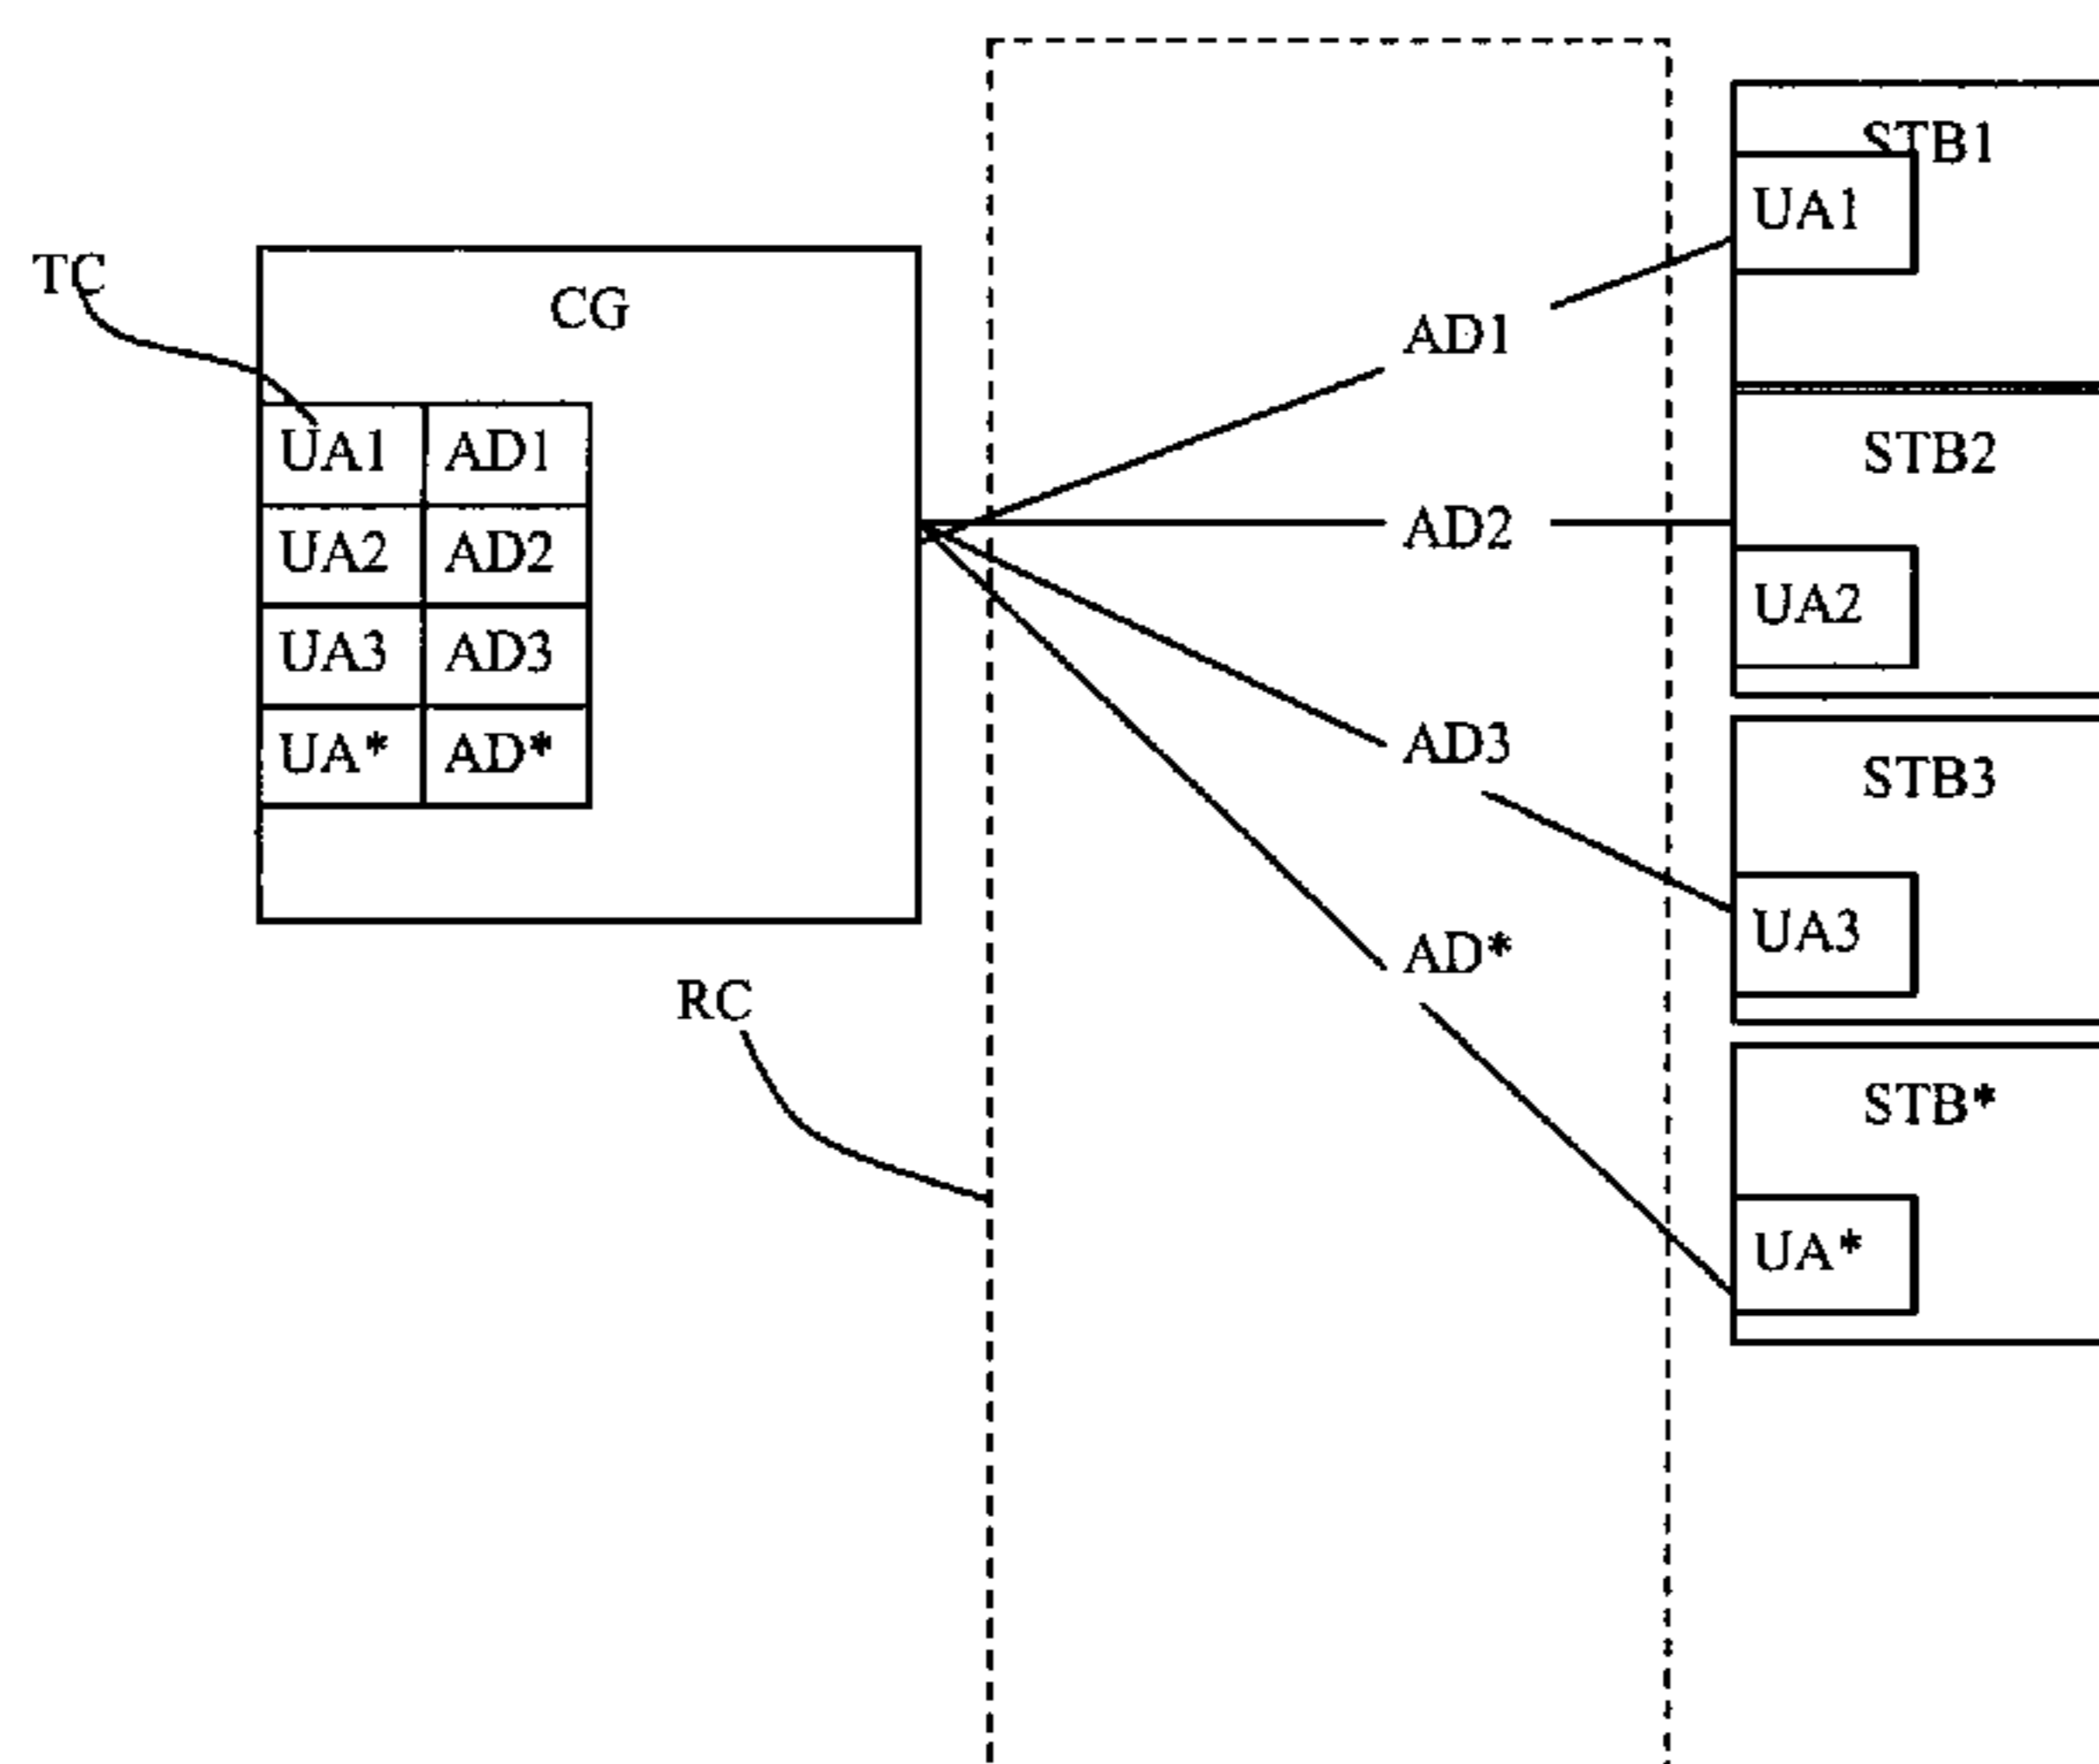 TC
CG
UA1 AD1
UA2 AD2
UA3 AD3
UA* AD*
RC
AD1
AD2
AD3
AD*
STB1
UA1
STB2
UA2
STB3
UA3
STB*
UA*